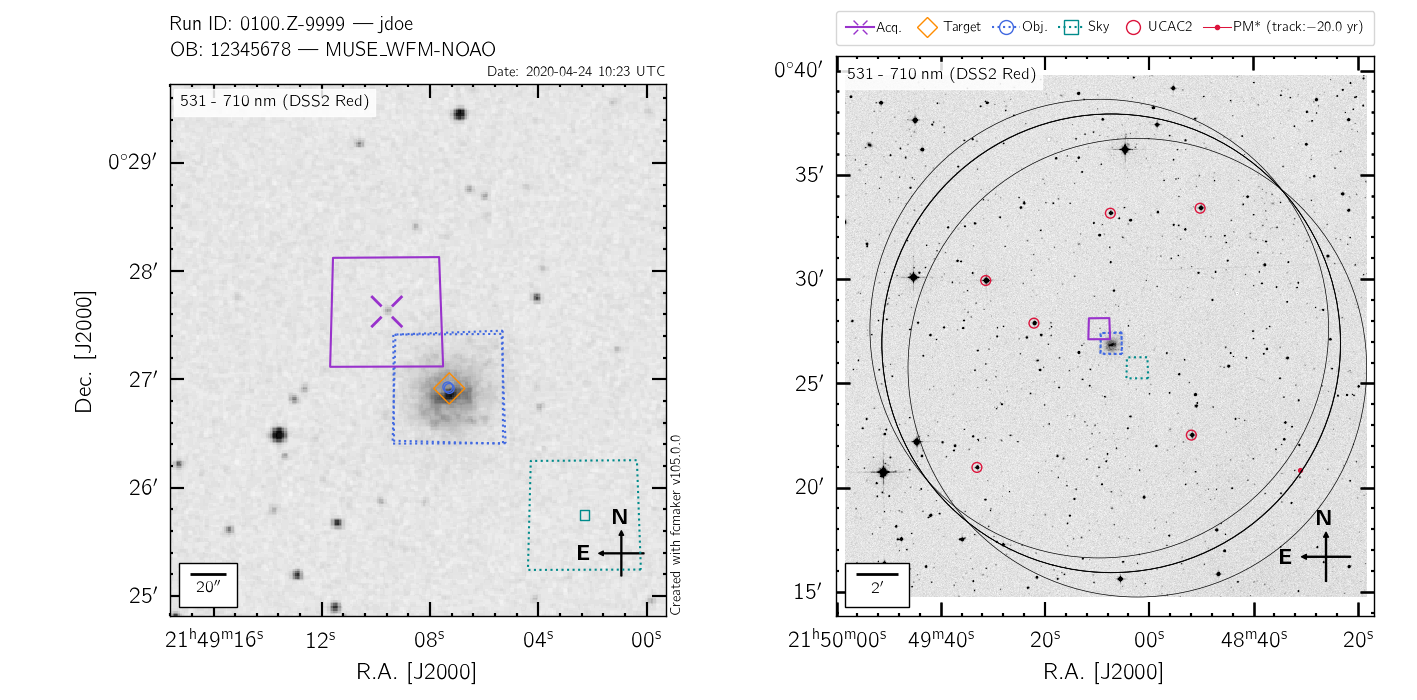 Run ID: 0100.Z-9999 — jdoe
OB: 12345678 — MUSE_WFM-NOAO
Date: 2020-04-24 10:23 UTC
531 - 710 nm (DSS2 Red)
0°29′
28′
27′
26′
25′
Dec. [J2000]
N
E
20″
21ʰ49ᵐ16ˢ
12ˢ
08ˢ
04ˢ
00ˢ
R.A. [J2000]
Created with fcmaker v105.0.0
Acq.
Target
Obj.
Sky
UCAC2
PM* (track:−20.0 yr)
531 - 710 nm (DSS2 Red)
0°40′
35′
30′
25′
20′
15′
N
E
2′
21ʰ50ᵐ00ˢ
49ᵐ40ˢ
20ˢ
00ˢ
48ᵐ40ˢ
20ˢ
R.A. [J2000]